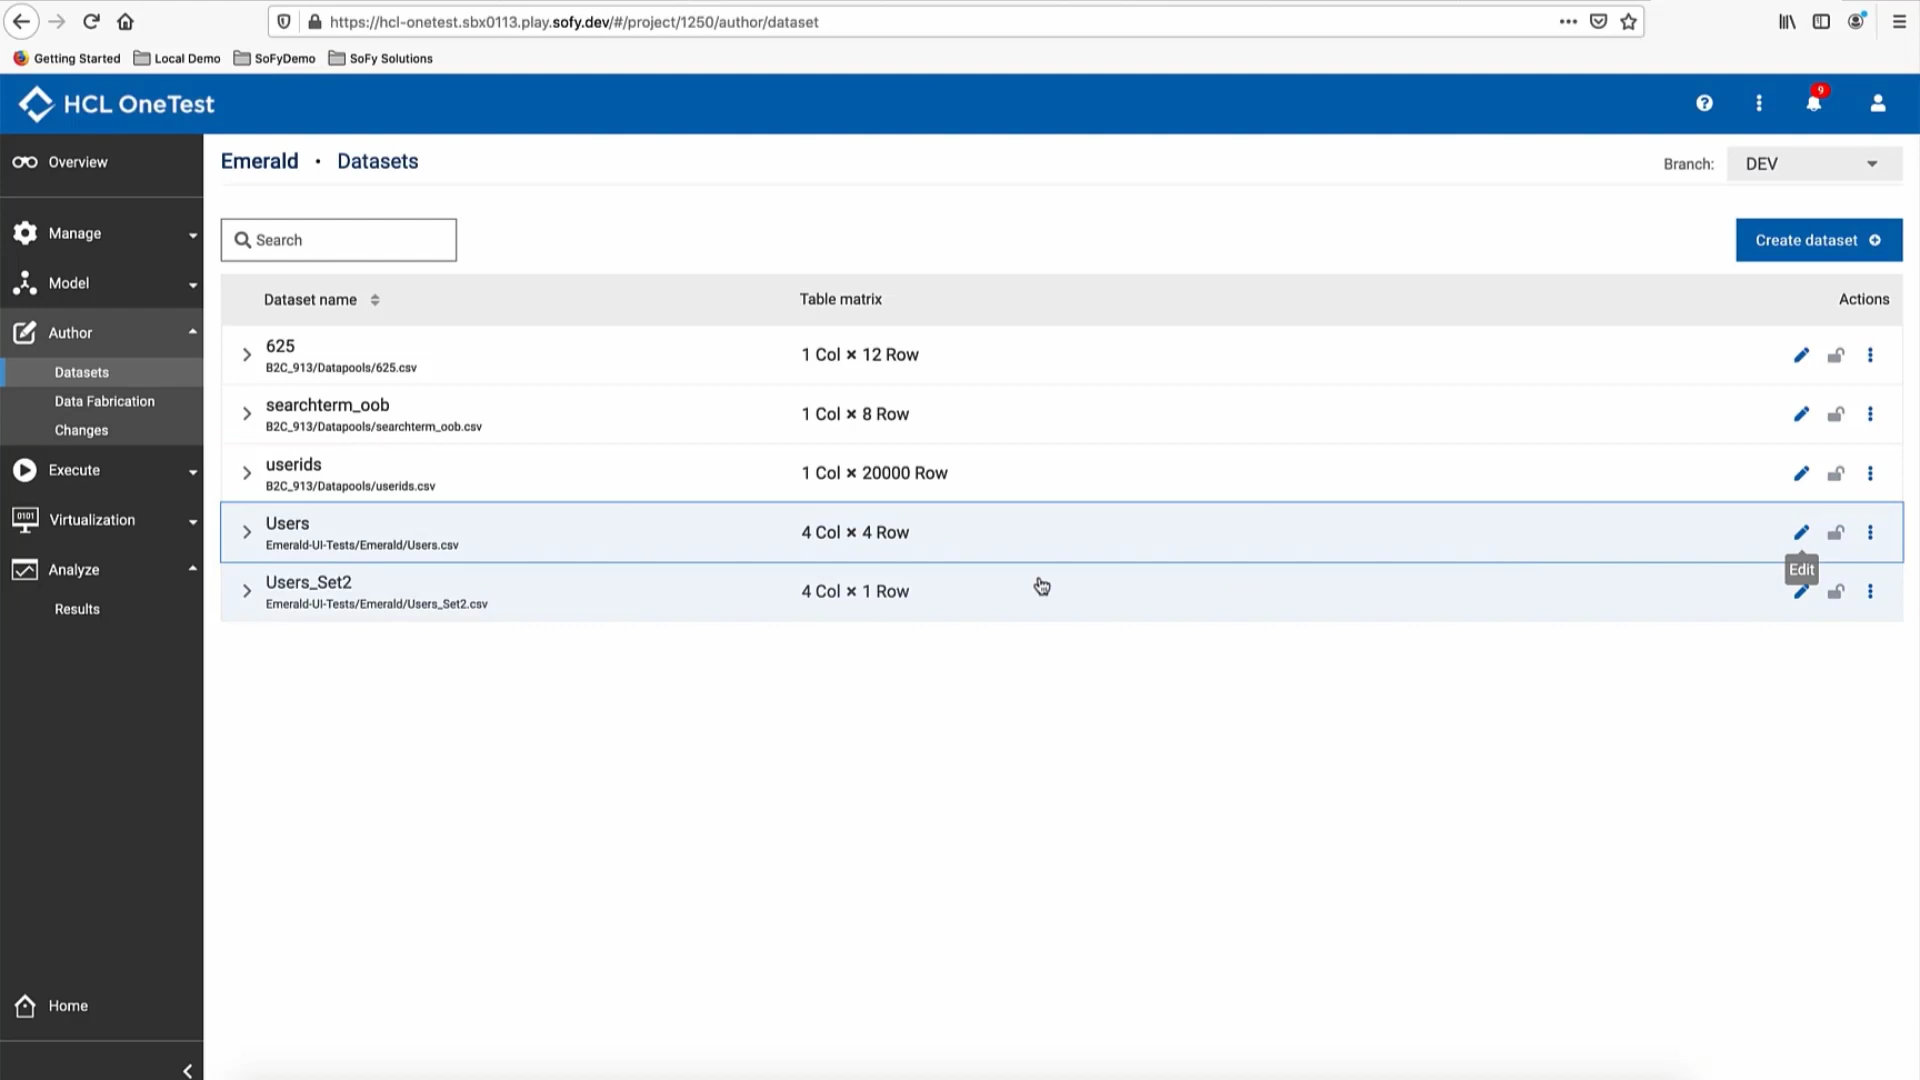 https://hcl-onetest.sbx0113.play.sofy.dev/#/project/1250/author/dataset
Getting Started Local Demo SoFyDemo SoFy Solutions
HCL OneTest
9
Overview
Manage
Model
Author
Datasets
Data Fabrication
Changes
Execute
0101 Virtualization
Analyze
Results
Home
Emerald · Datasets
Branch: DEV
Search
Create dataset
Dataset name Table matrix Actions
625
B2C_913/Datapools/625.csv
1 Col × 12 Row
searchterm_oob
B2C_913/Datapools/searchterm_oob.csv
1 Col × 8 Row
userids
B2C_913/Datapools/userids.csv
1 Col × 20000 Row
Users
Emerald-UI-Tests/Emerald/Users.csv
4 Col × 4 Row
Edit
Users_Set2
Emerald-UI-Tests/Emerald/Users_Set2.csv
4 Col × 1 Row